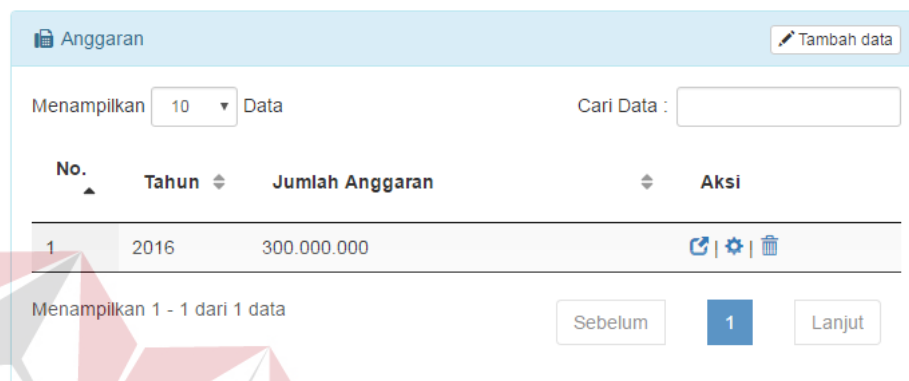 Anggaran Tambah data
Menampilkan 10 Data Cari Data :
No. Tahun Jumlah Anggaran Aksi
1 2016 300.000.000 | |
Menampilkan 1 - 1 dari 1 data Sebelum 1 Lanjut